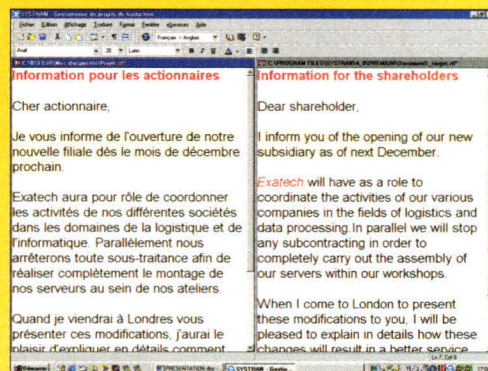 SYSTRAN - Gestionnaire de projets de traduction
Fichier Edition Affichage Traduire Format Fenêtre Services Aide
Français - Anglais
Arial 20 Latin
Information pour les actionnaires
Cher actionnaire,
Je vous informe de l'ouverture de notre
nouvelle filiale dès le mois de décembre
prochain.
Exatech aura pour rôle de coordonner
les activités de nos différentes sociétés
dans les domaines de la logistique et de
l'informatique. Parallèlement nous
arrêterons toute sous-traitance afin de
réaliser complètement le montage de
nos serveurs au sein de nos ateliers.
Quand je viendrai à Londres vous
présenter ces modifications, j'aurai le
plaisir d'expliquer en détails comment
Information for the shareholders
Dear shareholder,
I inform you of the opening of our new
subsidiary as of next December.
Exatech will have as a role to
coordinate the activities of our various
companies in the fields of logistics and
data processing. In parallel we will stop
any subcontracting in order to
completely carry out the assembly of
our servers within our workshops.
When I come to London to present
these modifications to you, I will be
pleased to explain in details how these
changes will result in a better service
Démarrer